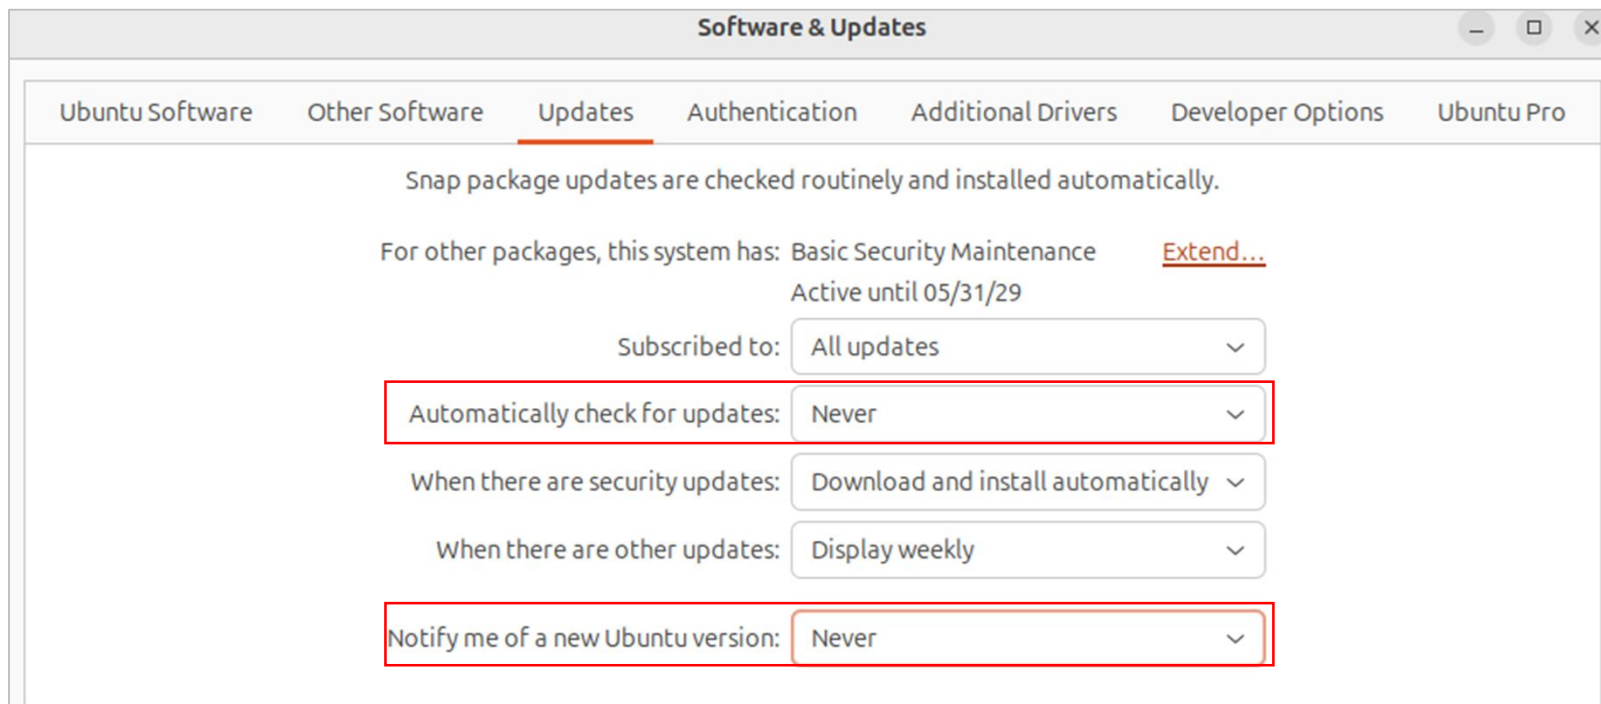 Software & Updates
Ubuntu Software Other Software Updates Authentication Additional Drivers Developer Options Ubuntu Pro
Snap package updates are checked routinely and installed automatically.
For other packages, this system has: Basic Security Maintenance Extend...
Active until 05/31/29
Subscribed to: All updates
Automatically check for updates: Never
When there are security updates: Download and install automatically
When there are other updates: Display weekly
Notify me of a new Ubuntu version: Never